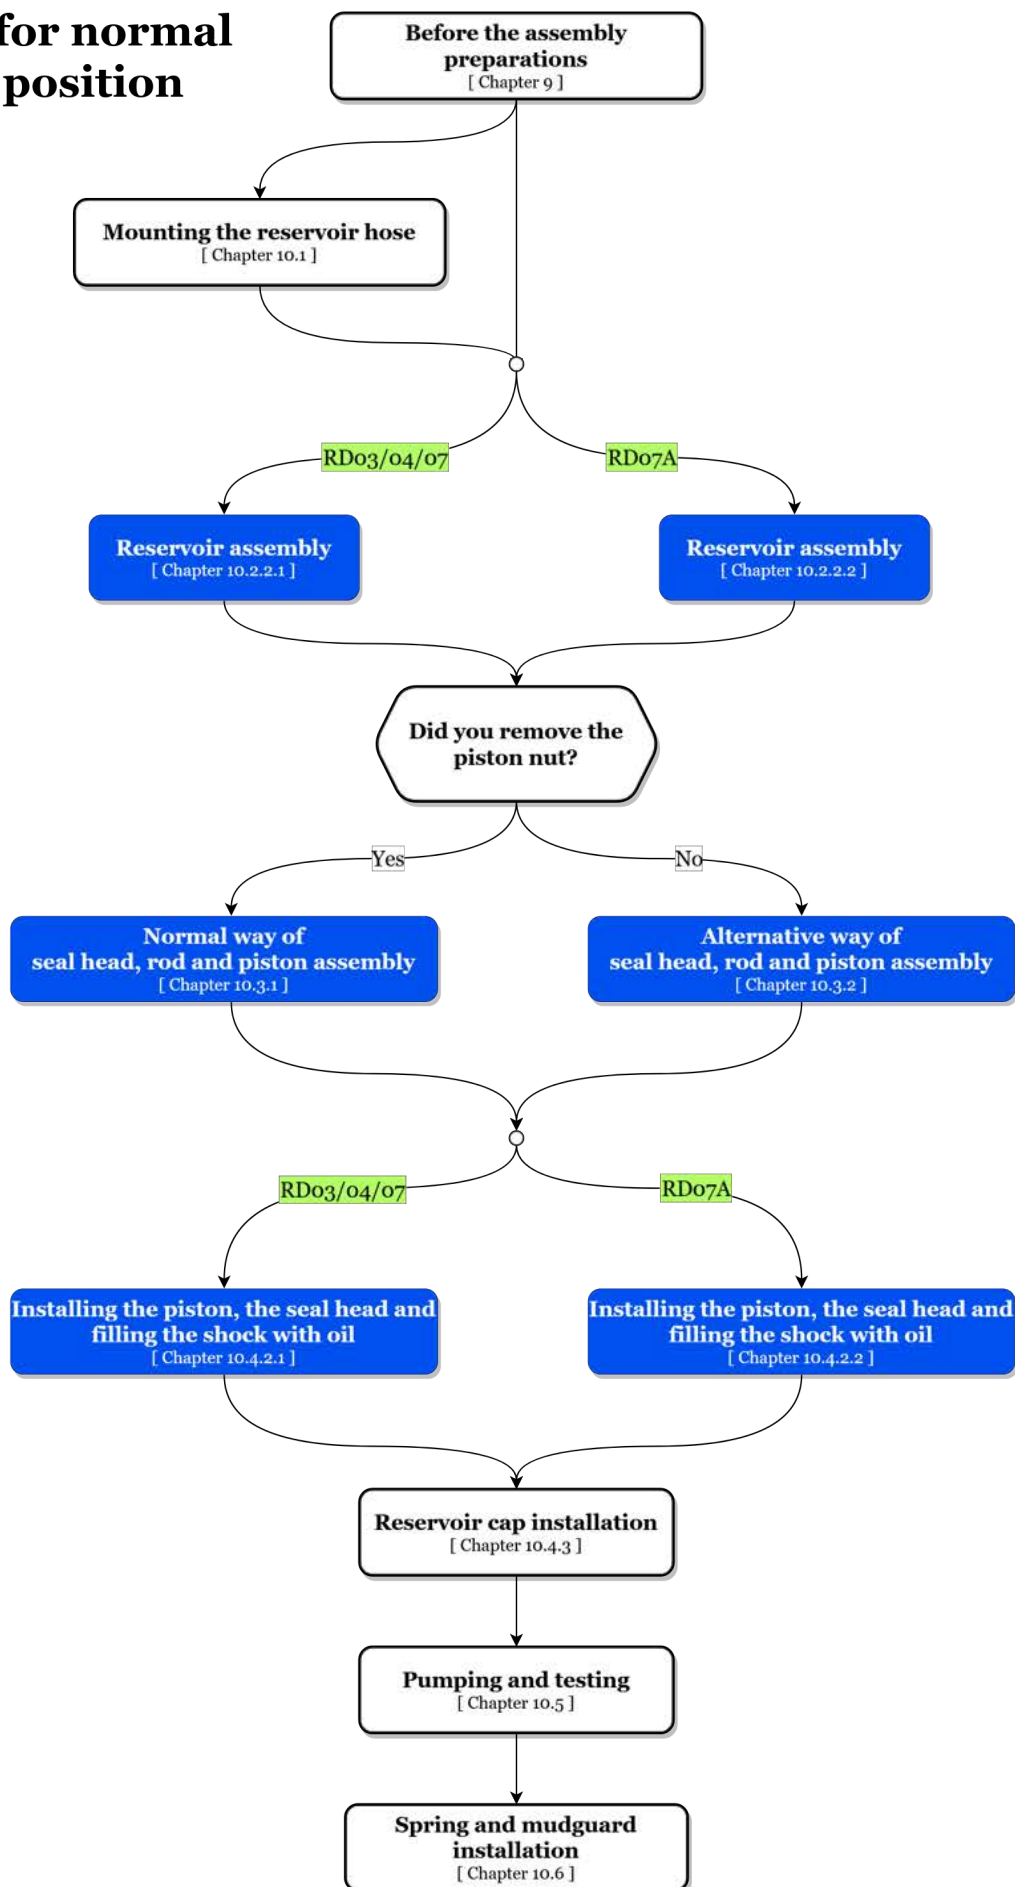 for normal
position
Before the assembly
preparations
[ Chapter 9 ]
Mounting the reservoir hose
[ Chapter 10.1 ]
RD03/04/07
RD07A
Reservoir assembly
[ Chapter 10.2.2.1 ]
Reservoir assembly
[ Chapter 10.2.2.2 ]
Did you remove the
piston nut?
Yes
No
Normal way of
seal head, rod and piston assembly
[ Chapter 10.3.1 ]
Alternative way of
seal head, rod and piston assembly
[ Chapter 10.3.2 ]
RD03/04/07
RD07A
Installing the piston, the seal head and
filling the shock with oil
[ Chapter 10.4.2.1 ]
Installing the piston, the seal head and
filling the shock with oil
[ Chapter 10.4.2.2 ]
Reservoir cap installation
[ Chapter 10.4.3 ]
Pumping and testing
[ Chapter 10.5 ]
Spring and mudguard
installation
[ Chapter 10.6 ]